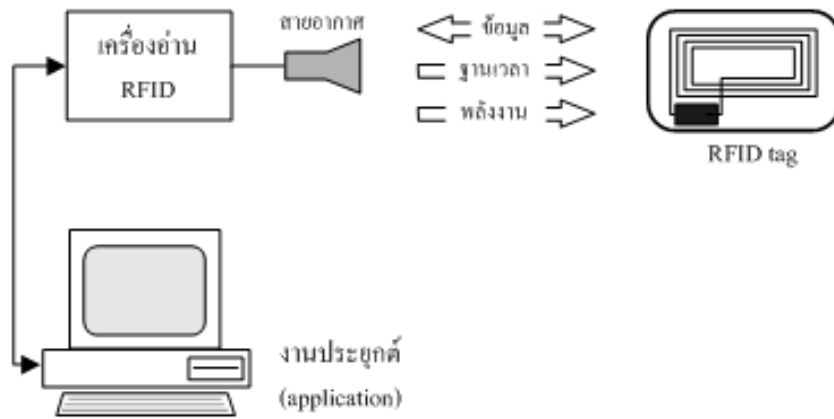 เครื่องอ่าน
RFID
สายอากาศ
ข้อมูล
ฐานเวลา
พลังงาน
RFID tag
งานประยุกต์
(application)